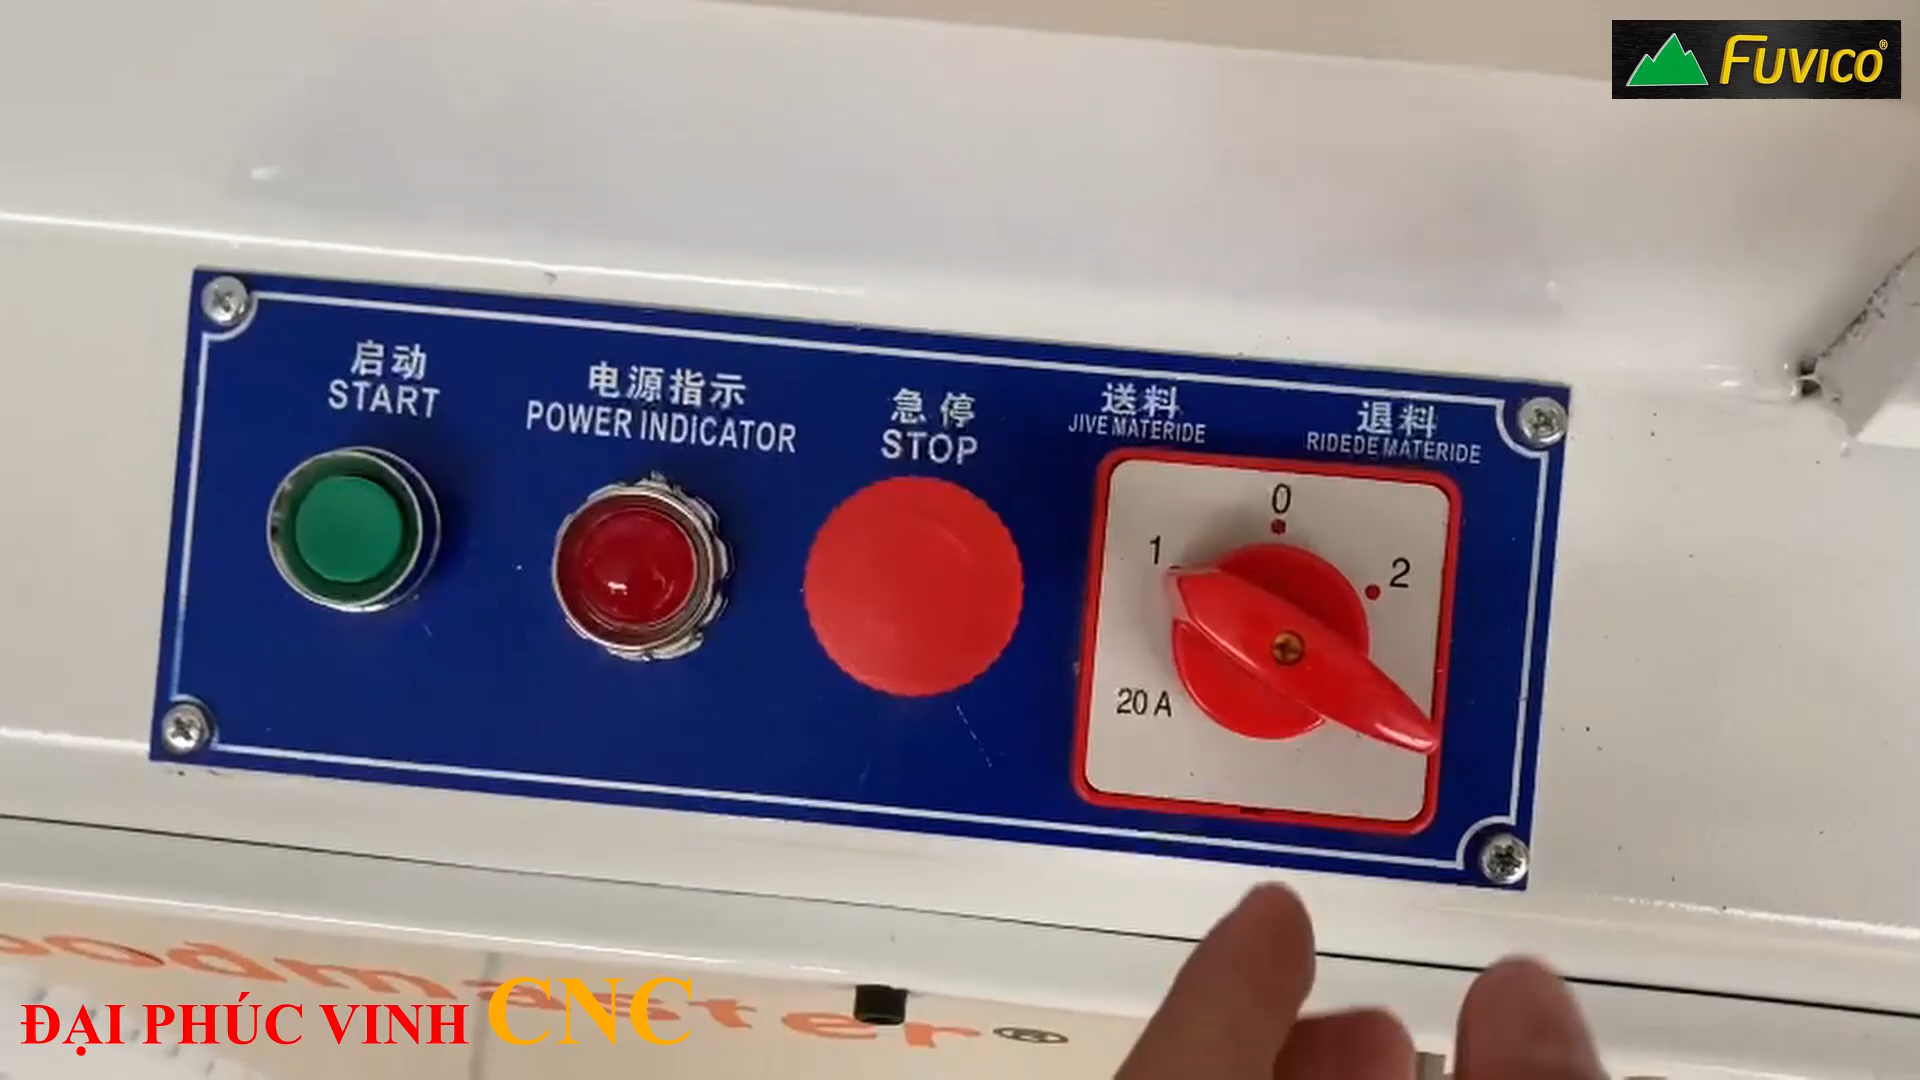 FUVICO®
启动
START
电源指示
POWER INDICATOR
急停
STOP
送料
JIVE MATERIDE
退料
RIDEDE MATERIDE
0
1
2
20 A
ĐẠI PHÚC VINH CNC